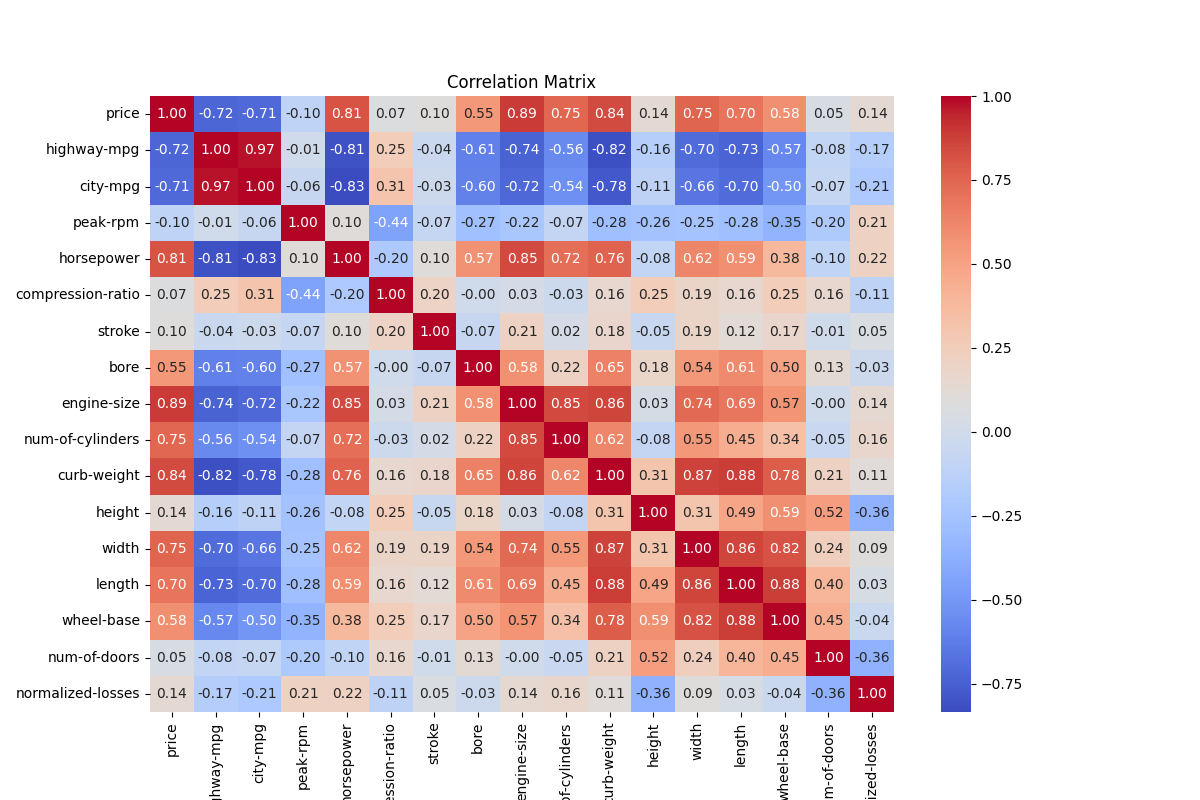 Correlation Matrix
price 1.00 -0.72 -0.71 -0.10 0.81 0.07 0.10 0.55 0.89 0.75 0.84 0.14 0.75 0.70 0.58 0.05 0.14
highway-mpg -0.72 1.00 0.97 -0.01 -0.81 0.25 -0.04 -0.61 -0.74 -0.56 -0.82 -0.16 -0.70 -0.73 -0.57 -0.08 -0.17
city-mpg -0.71 0.97 1.00 -0.06 -0.83 0.31 -0.03 -0.60 -0.72 -0.54 -0.78 -0.11 -0.66 -0.70 -0.50 -0.07 -0.21
peak-rpm -0.10 -0.01 -0.06 1.00 0.10 -0.44 -0.07 -0.27 -0.22 -0.07 -0.28 -0.26 -0.25 -0.28 -0.35 -0.20 0.21
horsepower 0.81 -0.81 -0.83 0.10 1.00 -0.20 0.10 0.57 0.85 0.72 0.76 -0.08 0.62 0.59 0.38 -0.10 0.22
compression-ratio 0.07 0.25 0.31 -0.44 -0.20 1.00 0.20 -0.00 0.03 -0.03 0.16 0.25 0.19 0.16 0.25 0.16 -0.11
stroke 0.10 -0.04 -0.03 -0.07 0.10 0.20 1.00 -0.07 0.21 0.02 0.18 -0.05 0.19 0.12 0.17 -0.01 0.05
bore 0.55 -0.61 -0.60 -0.27 0.57 -0.00 -0.07 1.00 0.58 0.22 0.65 0.18 0.54 0.61 0.50 0.13 -0.03
engine-size 0.89 -0.74 -0.72 -0.22 0.85 0.03 0.21 0.58 1.00 0.85 0.86 0.03 0.74 0.69 0.57 -0.00 0.14
num-of-cylinders 0.75 -0.56 -0.54 -0.07 0.72 -0.03 0.02 0.22 0.85 1.00 0.62 -0.08 0.55 0.45 0.34 -0.05 0.16
curb-weight 0.84 -0.82 -0.78 -0.28 0.76 0.16 0.18 0.65 0.86 0.62 1.00 0.31 0.87 0.88 0.78 0.21 0.11
height 0.14 -0.16 -0.11 -0.26 -0.08 0.25 -0.05 0.18 0.03 -0.08 0.31 1.00 0.31 0.49 0.59 0.52 -0.36
width 0.75 -0.70 -0.66 -0.25 0.62 0.19 0.19 0.54 0.74 0.55 0.87 0.31 1.00 0.86 0.82 0.24 0.09
length 0.70 -0.73 -0.70 -0.28 0.59 0.16 0.12 0.61 0.69 0.45 0.88 0.49 0.86 1.00 0.88 0.40 0.03
wheel-base 0.58 -0.57 -0.50 -0.35 0.38 0.25 0.17 0.50 0.57 0.34 0.78 0.59 0.82 0.88 1.00 0.45 -0.04
num-of-doors 0.05 -0.08 -0.07 -0.20 -0.10 0.16 -0.01 0.13 -0.00 -0.05 0.21 0.52 0.24 0.40 0.45 1.00 -0.36
normalized-losses 0.14 -0.17 -0.21 0.21 0.22 -0.11 0.05 -0.03 0.14 0.16 0.11 -0.36 0.09 0.03 -0.04 -0.36 1.00
price
ghway-mpg
city-mpg
peak-rpm
horsepower
ession-ratio
stroke
bore
engine-size
of-cylinders
curb-weight
height
width
length
wheel-base
m-of-doors
ized-losses
1.00
0.75
0.50
0.25
0.00
−0.25
−0.50
−0.75